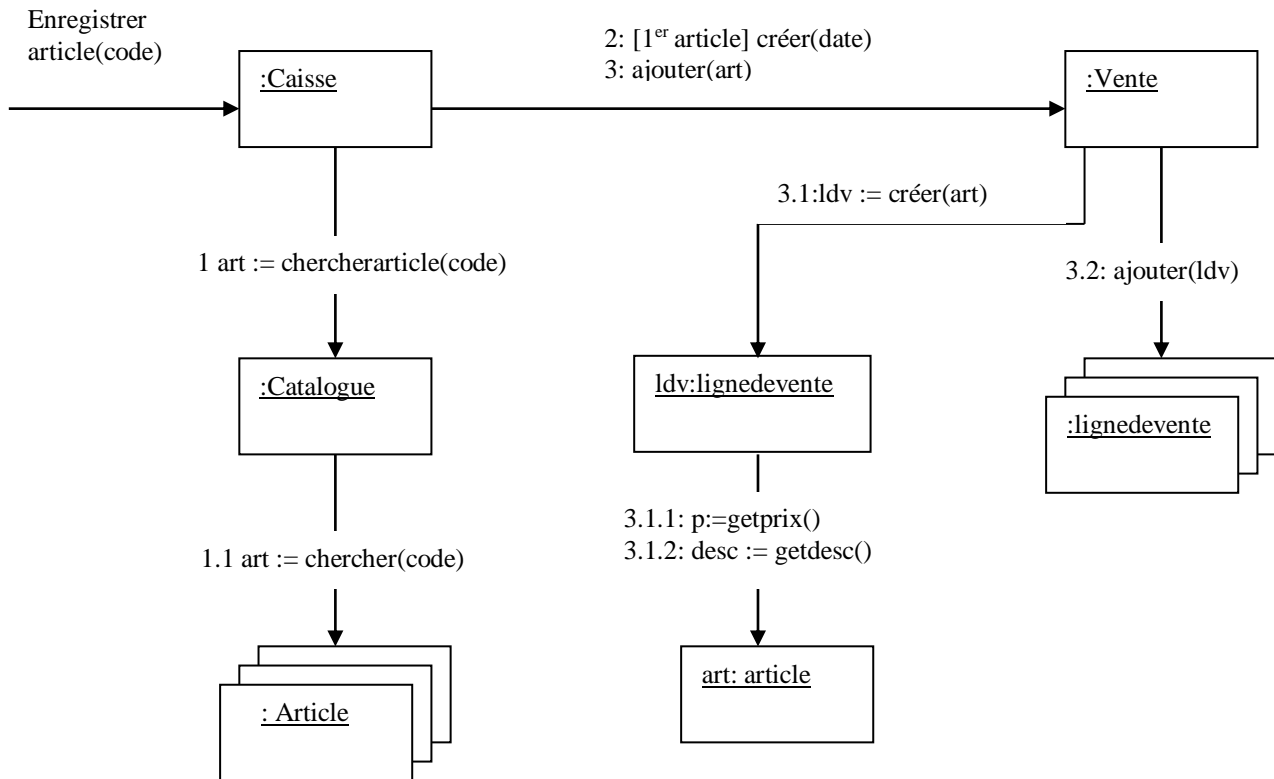 Enregistrer
article(code)
2: [1er article] créer(date)
3: ajouter(art)
:Caisse
:Vente
3.1:ldv := créer(art)
1 art := chercherarticle(code)
3.2: ajouter(ldv)
:Catalogue
ldv:lignedevente
:lignedevente
3.1.1: p:=getprix()
3.1.2: desc := getdesc()
1.1 art := chercher(code)
art: article
: Article